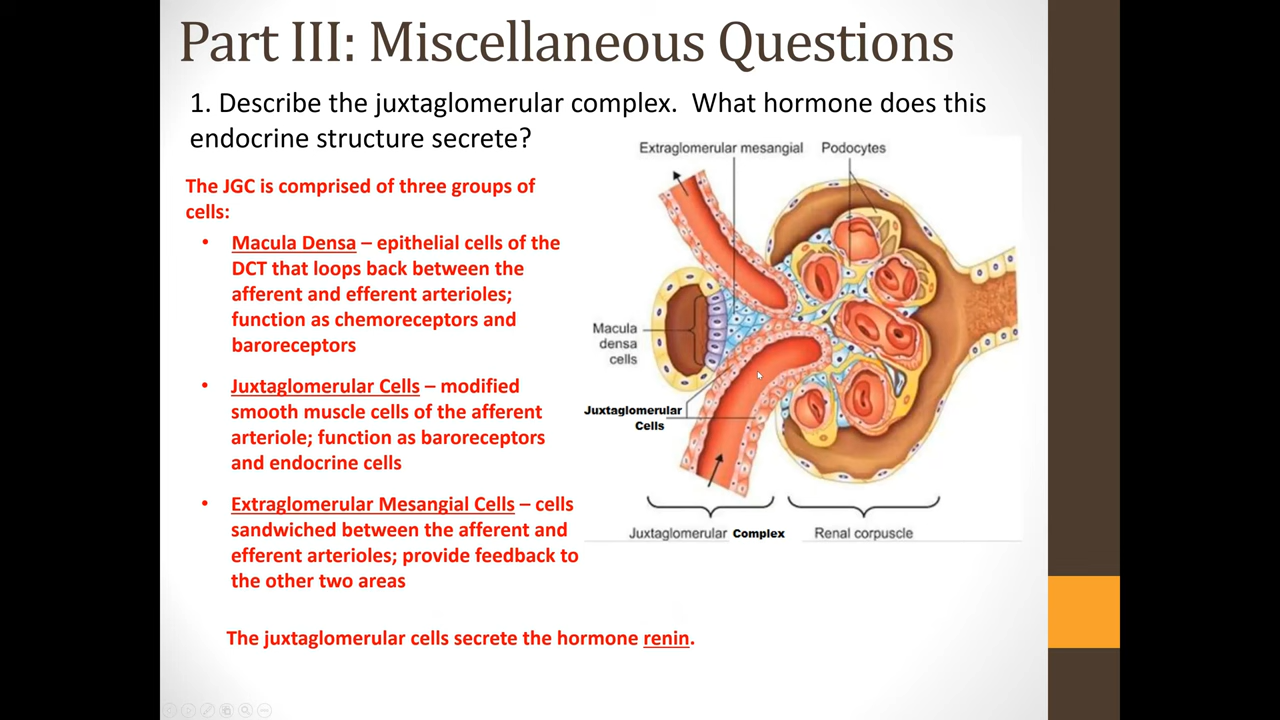 Part III: Miscellaneous Questions
1. Describe the juxtaglomerular complex.  What hormone does this
endocrine structure secrete?
The JGC is comprised of three groups of
cells:
• Macula Densa – epithelial cells of the
DCT that loops back between the
afferent and efferent arterioles;
function as chemoreceptors and
baroreceptors
• Juxtaglomerular Cells – modified
smooth muscle cells of the afferent
arteriole; function as baroreceptors
and endocrine cells
• Extraglomerular Mesangial Cells – cells
sandwiched between the afferent and
efferent arterioles; provide feedback to
the other two areas
The juxtaglomerular cells secrete the hormone renin.
Extraglomerular mesangial
Podocytes
Macula
densa
cells
Juxtaglomerular
Cells
Juxtaglomerular Complex
Renal corpuscle